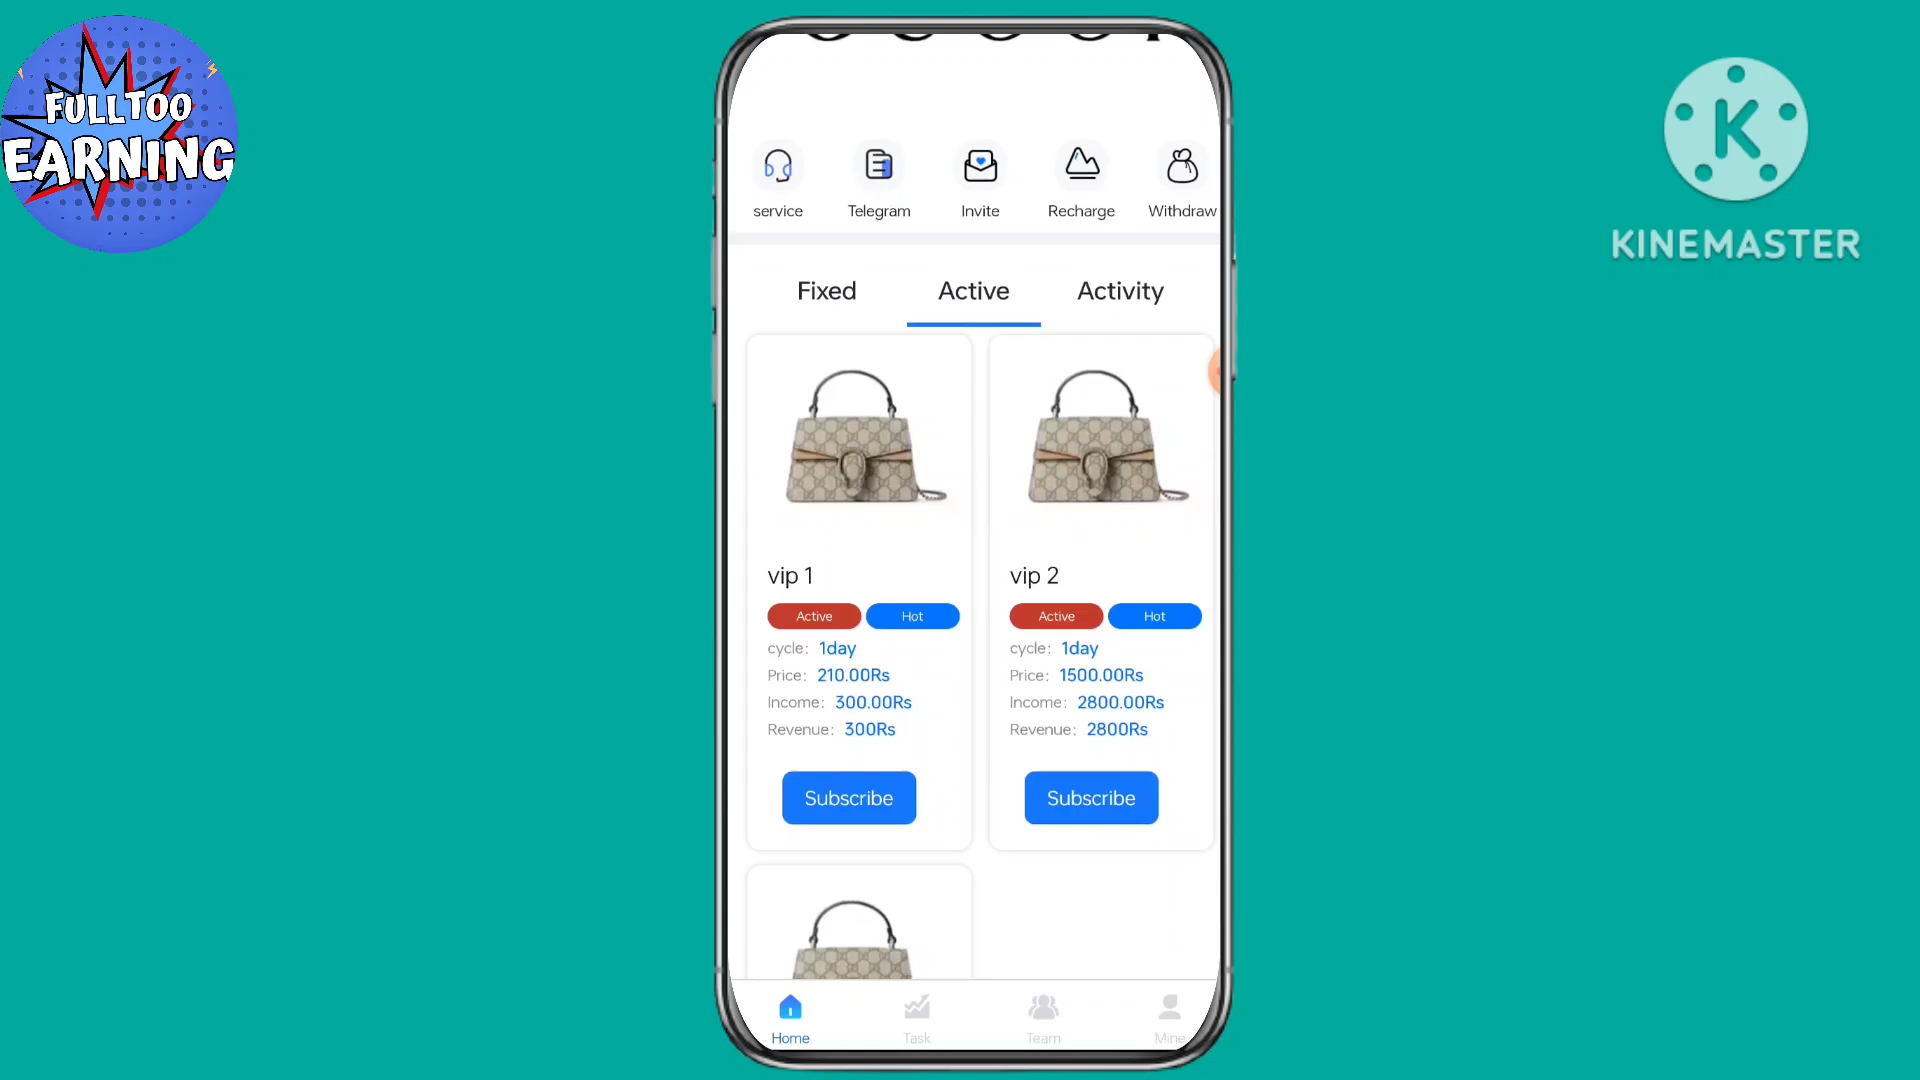 FULLTOO
EARNING
K
KINEMASTER
service
Telegram
Invite
Recharge
Withdraw
Fixed
Active
Activity
vip 1
Active
Hot
cycle: 1day
Price: 210.00Rs
Income: 300.00Rs
Revenue: 300Rs
Subscribe
vip 2
Active
Hot
cycle: 1day
Price: 1500.00Rs
Income: 2800.00Rs
Revenue: 2800Rs
Subscribe
Home
Task
Team
Mine